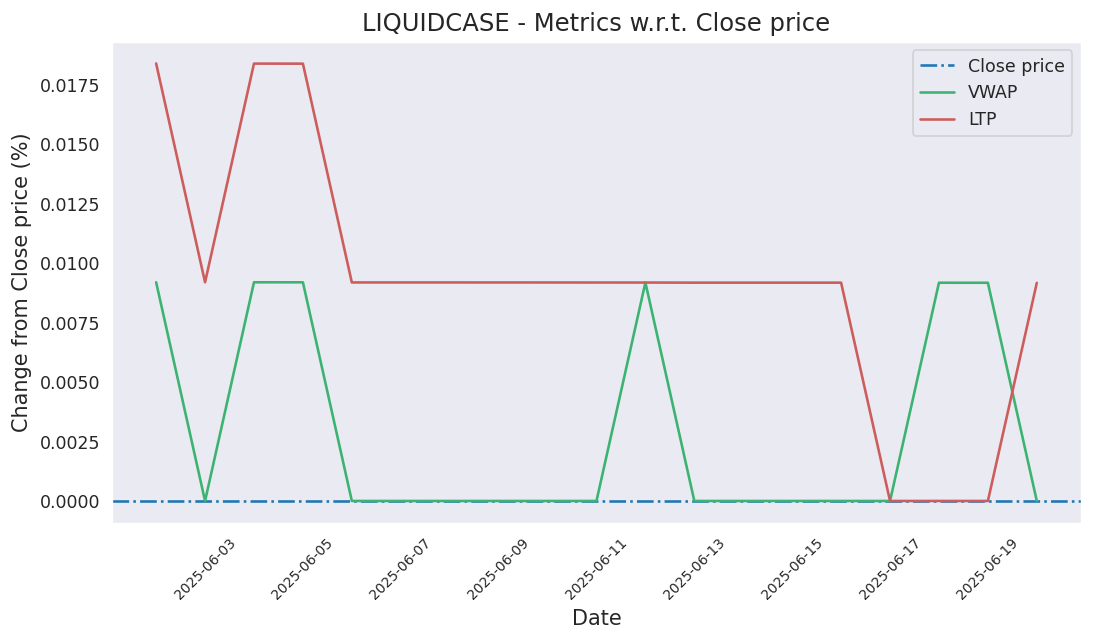 LIQUIDCASE - Metrics w.r.t. Close price
Close price
VWAP
LTP
Change from Close price (%)
0.0175
0.0150
0.0125
0.0100
0.0075
0.0050
0.0025
0.0000
2025-06-03
2025-06-05
2025-06-07
2025-06-09
2025-06-11
2025-06-13
2025-06-15
2025-06-17
2025-06-19
Date